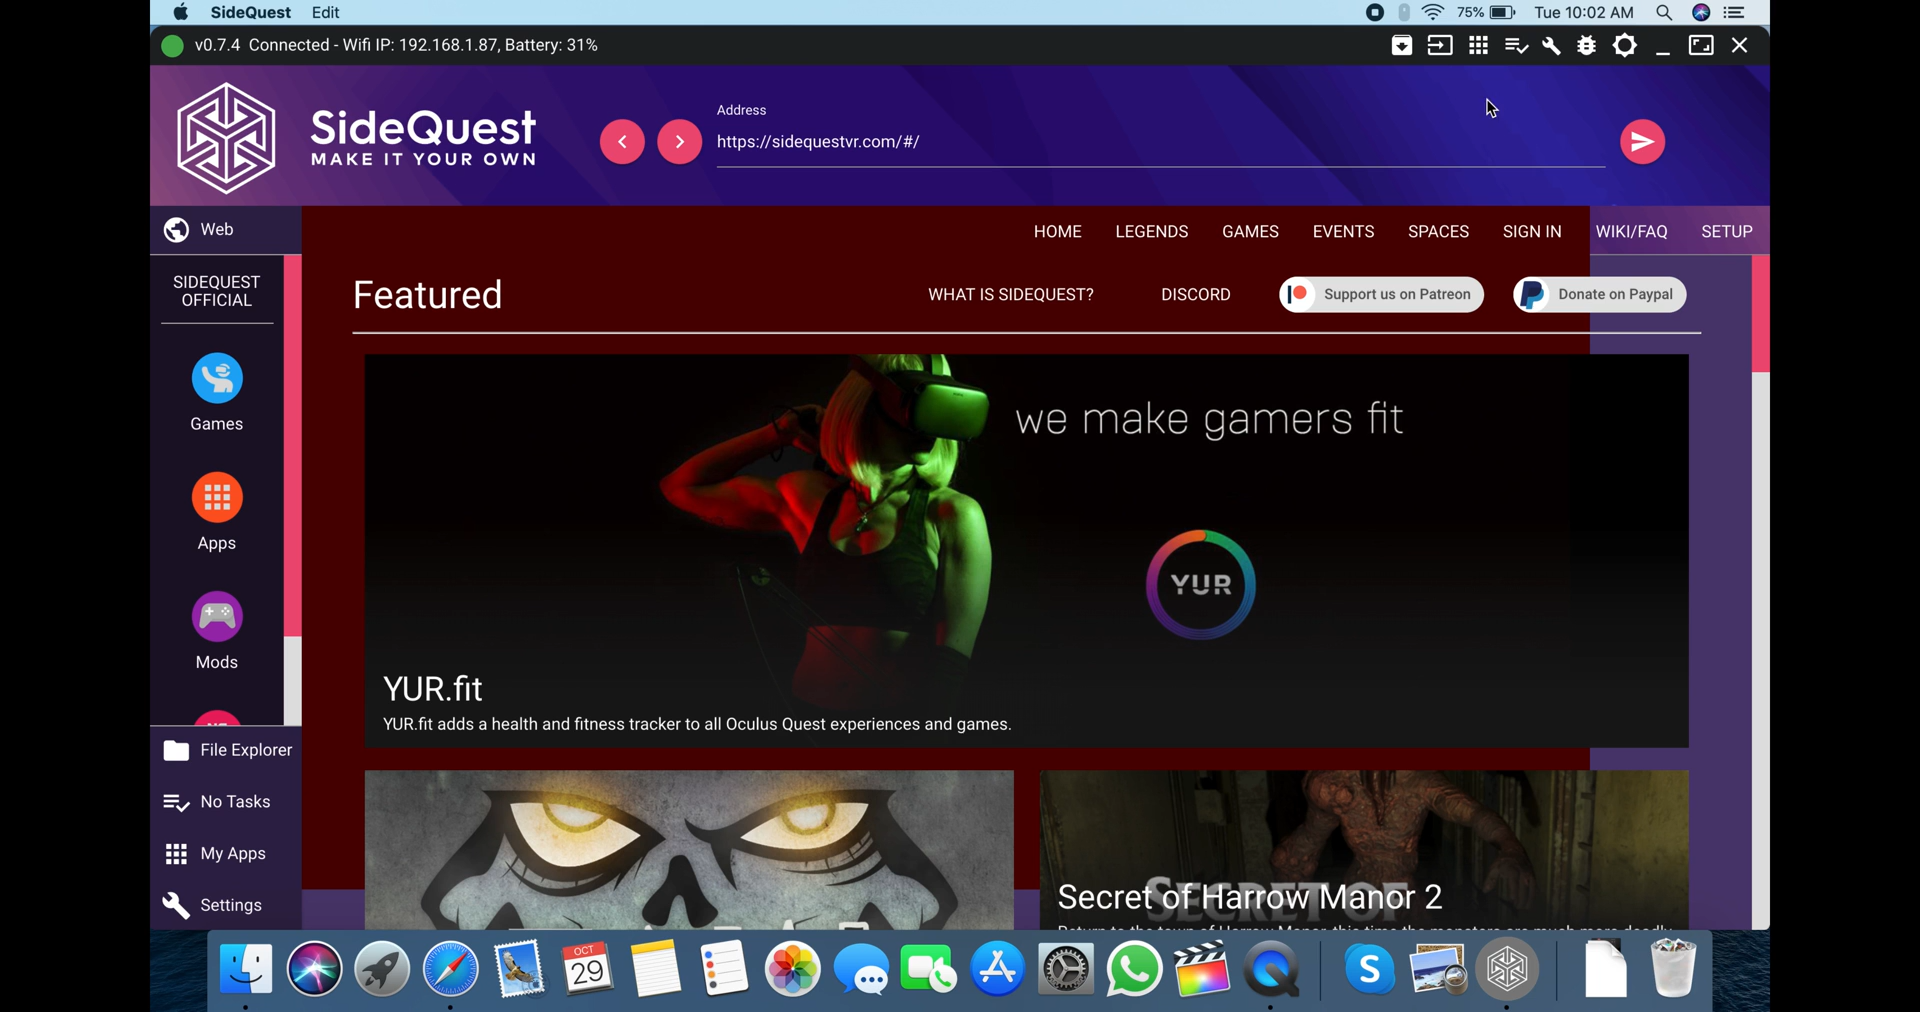 SideQuest Edit 75% Tue 10:02 AM
v0.7.4 Connected - Wifi IP: 192.168.1.87, Battery: 31%
SideQuest
MAKE IT YOUR OWN
Address
https://sidequestvr.com/#/
Web
HOME LEGENDS GAMES EVENTS SPACES SIGN IN WIKI/FAQ SETUP
SIDEQUEST
OFFICIAL
Featured
WHAT IS SIDEQUEST? DISCORD Support us on Patreon Donate on Paypal
Games
we make gamers fit
Apps
YUR
Mods
YUR.fit
YUR.fit adds a health and fitness tracker to all Oculus Quest experiences and games.
File Explorer
No Tasks
My Apps
Settings
SECRET OF
Secret of Harrow Manor 2
OCT
29